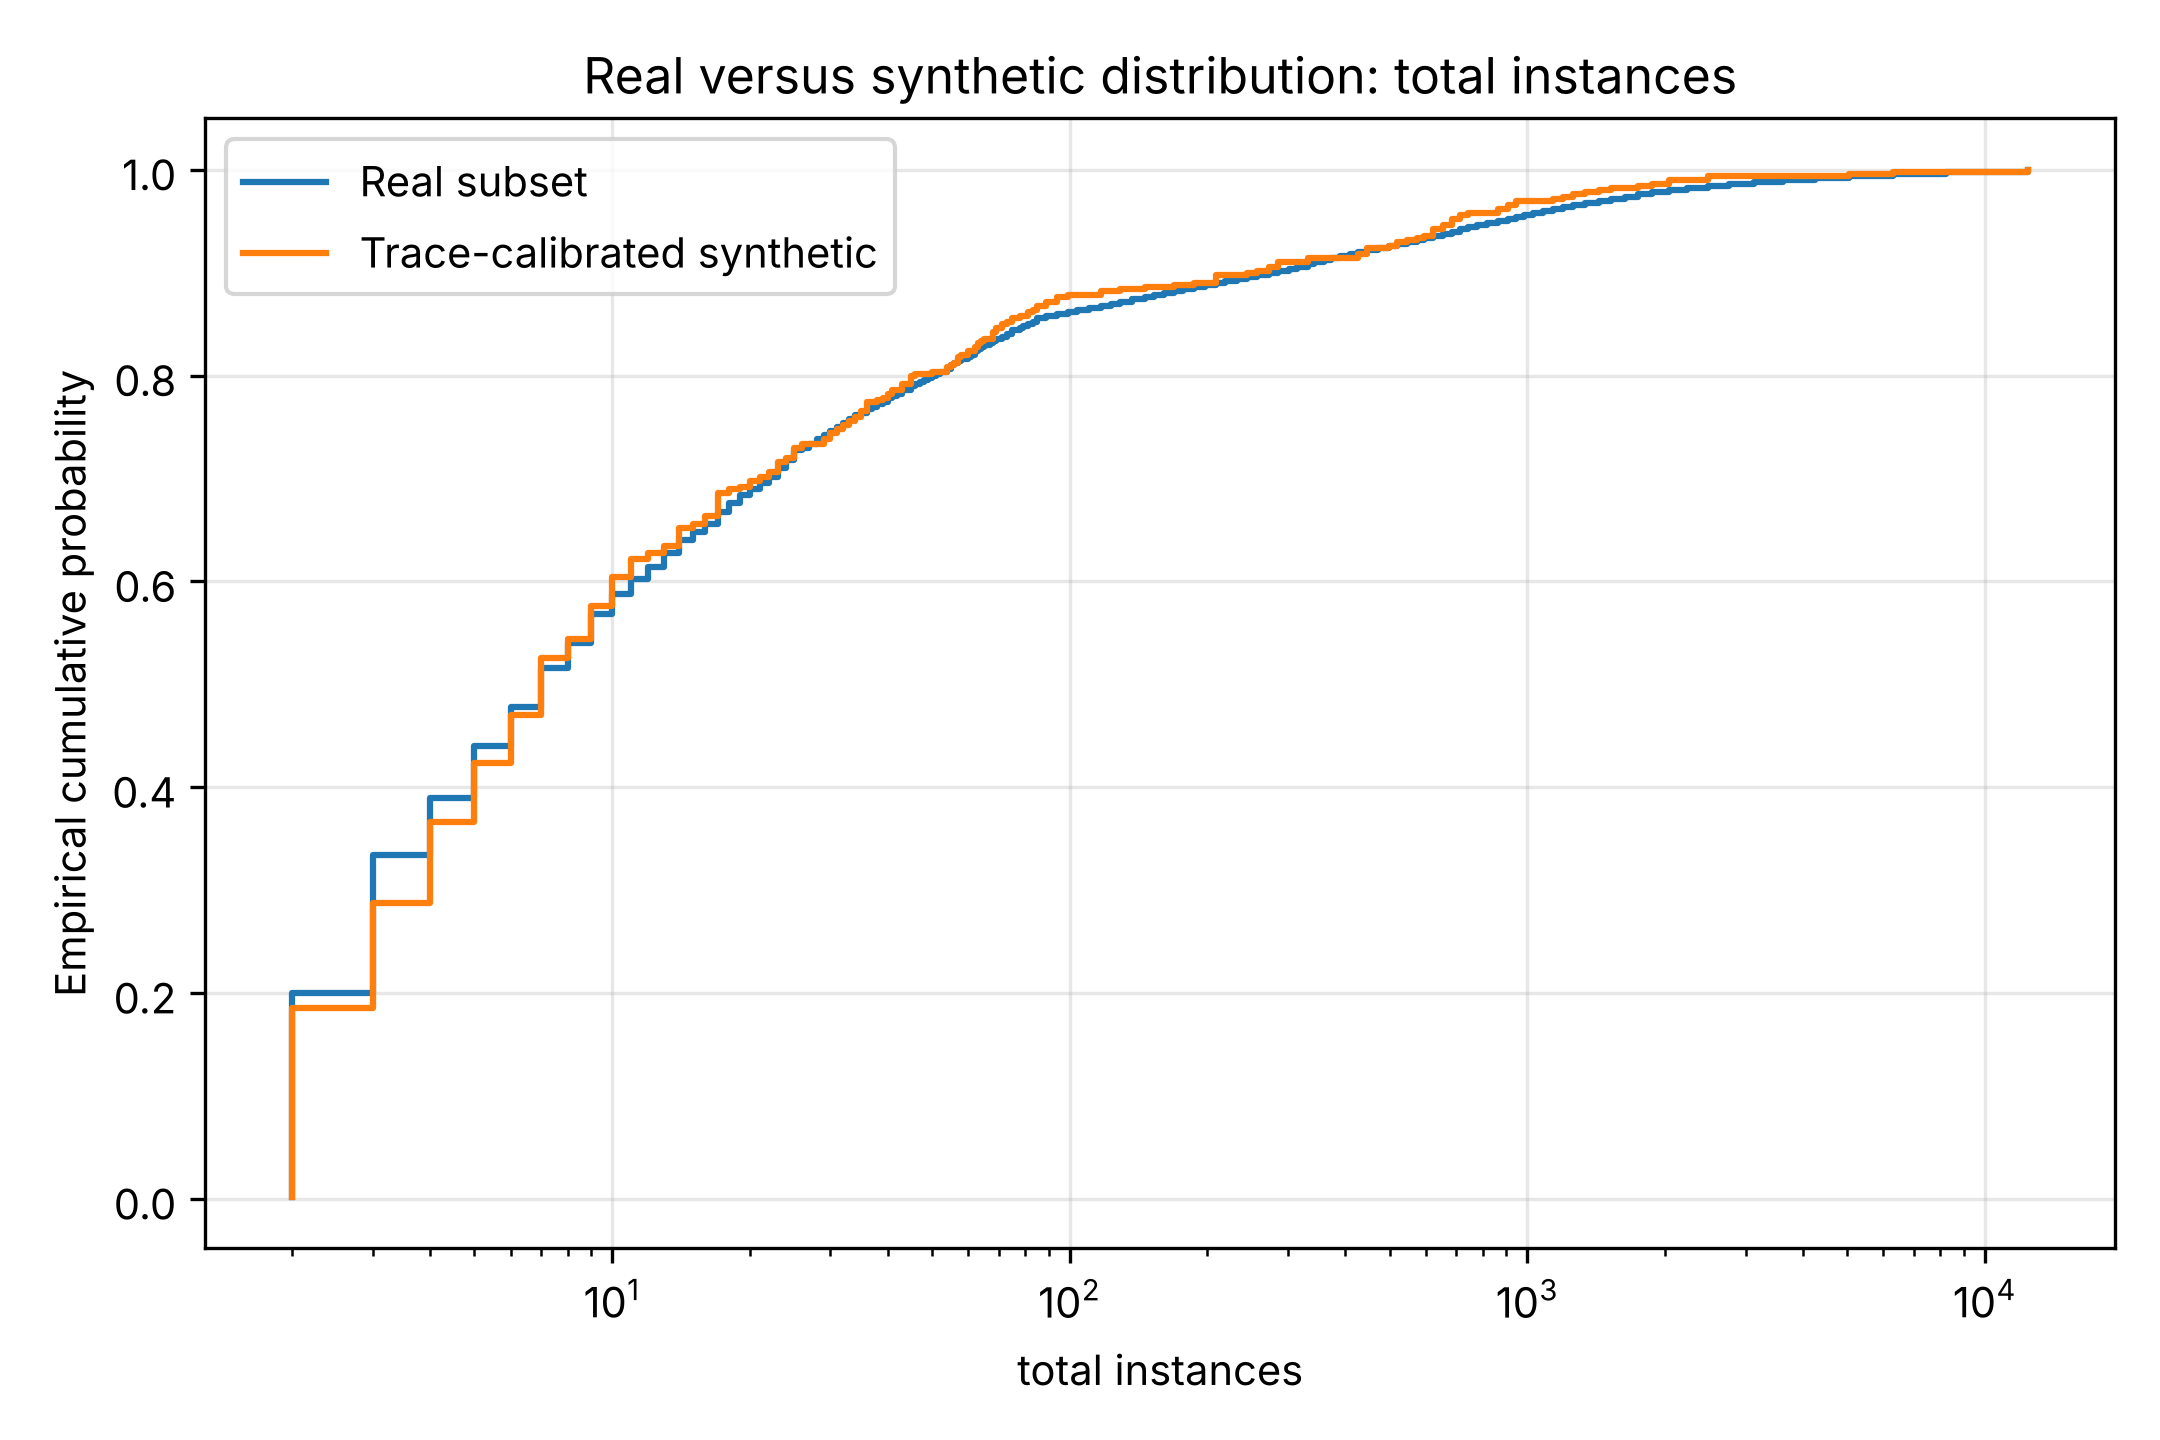 Real versus synthetic distribution: total instances
Real subset
Trace-calibrated synthetic
Empirical cumulative probability
1.0
0.8
0.6
0.4
0.2
0.0
10¹
10²
10³
10⁴
total instances